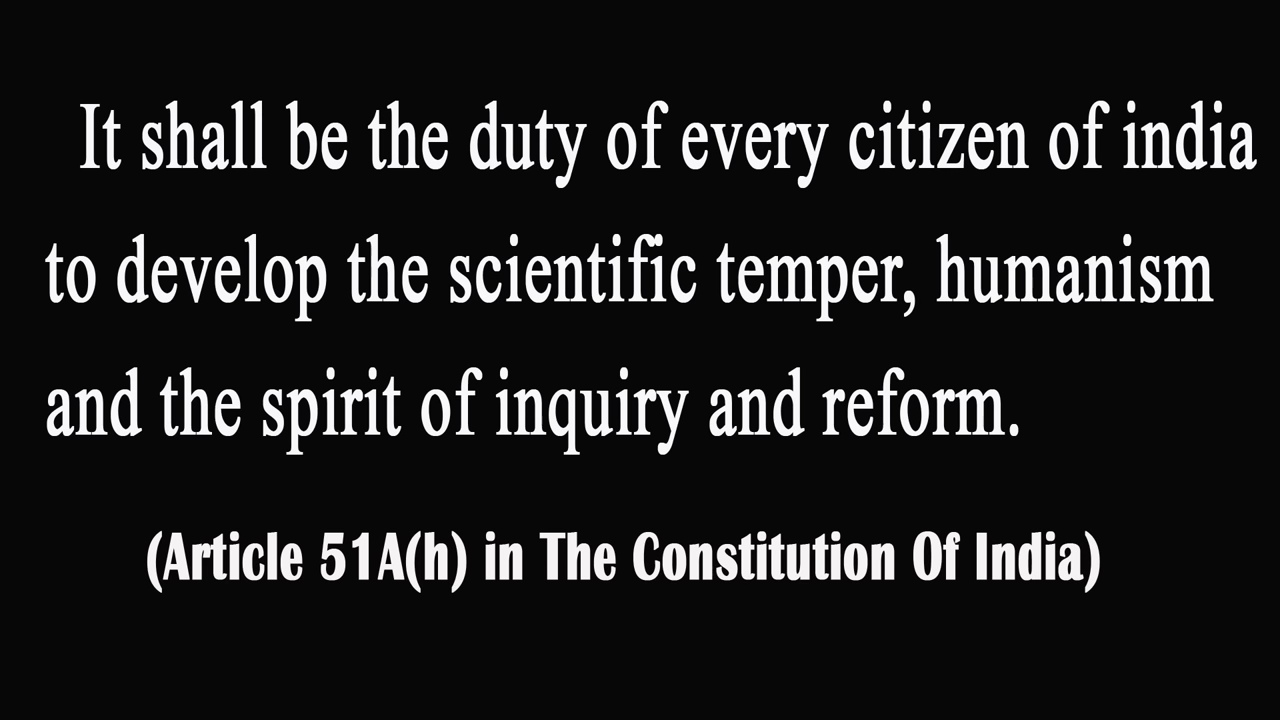 It shall be the duty of every citizen of india
to develop the scientific temper, humanism
and the spirit of inquiry and reform.
(Article 51A(h) in The Constitution Of India)